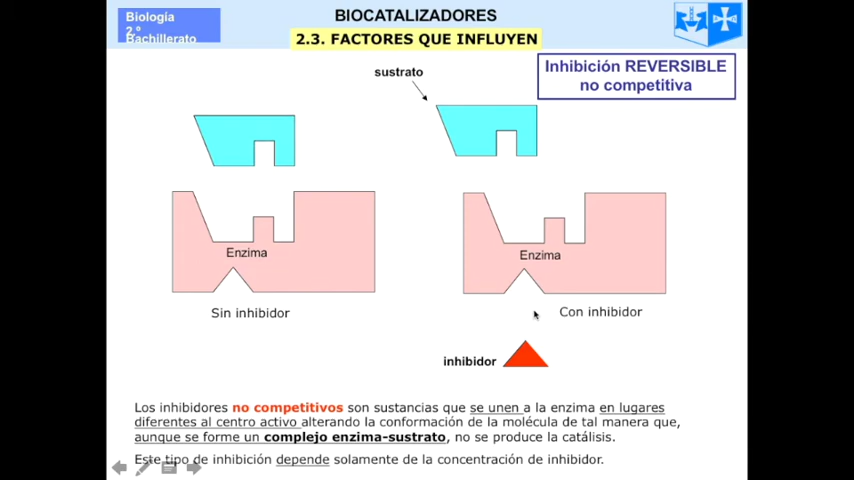 Biología
2.º
Bachillerato
BIOCATALIZADORES
2.3. FACTORES QUE INFLUYEN
Inhibición REVERSIBLE
no competitiva
sustrato
Enzima
Enzima
Sin inhibidor
Con inhibidor
inhibidor
Los inhibidores no competitivos son sustancias que se unen a la enzima en lugares
diferentes al centro activo alterando la conformación de la molécula de tal manera que,
aunque se forme un complejo enzima-sustrato, no se produce la catálisis.
Este tipo de inhibición depende solamente de la concentración de inhibidor.